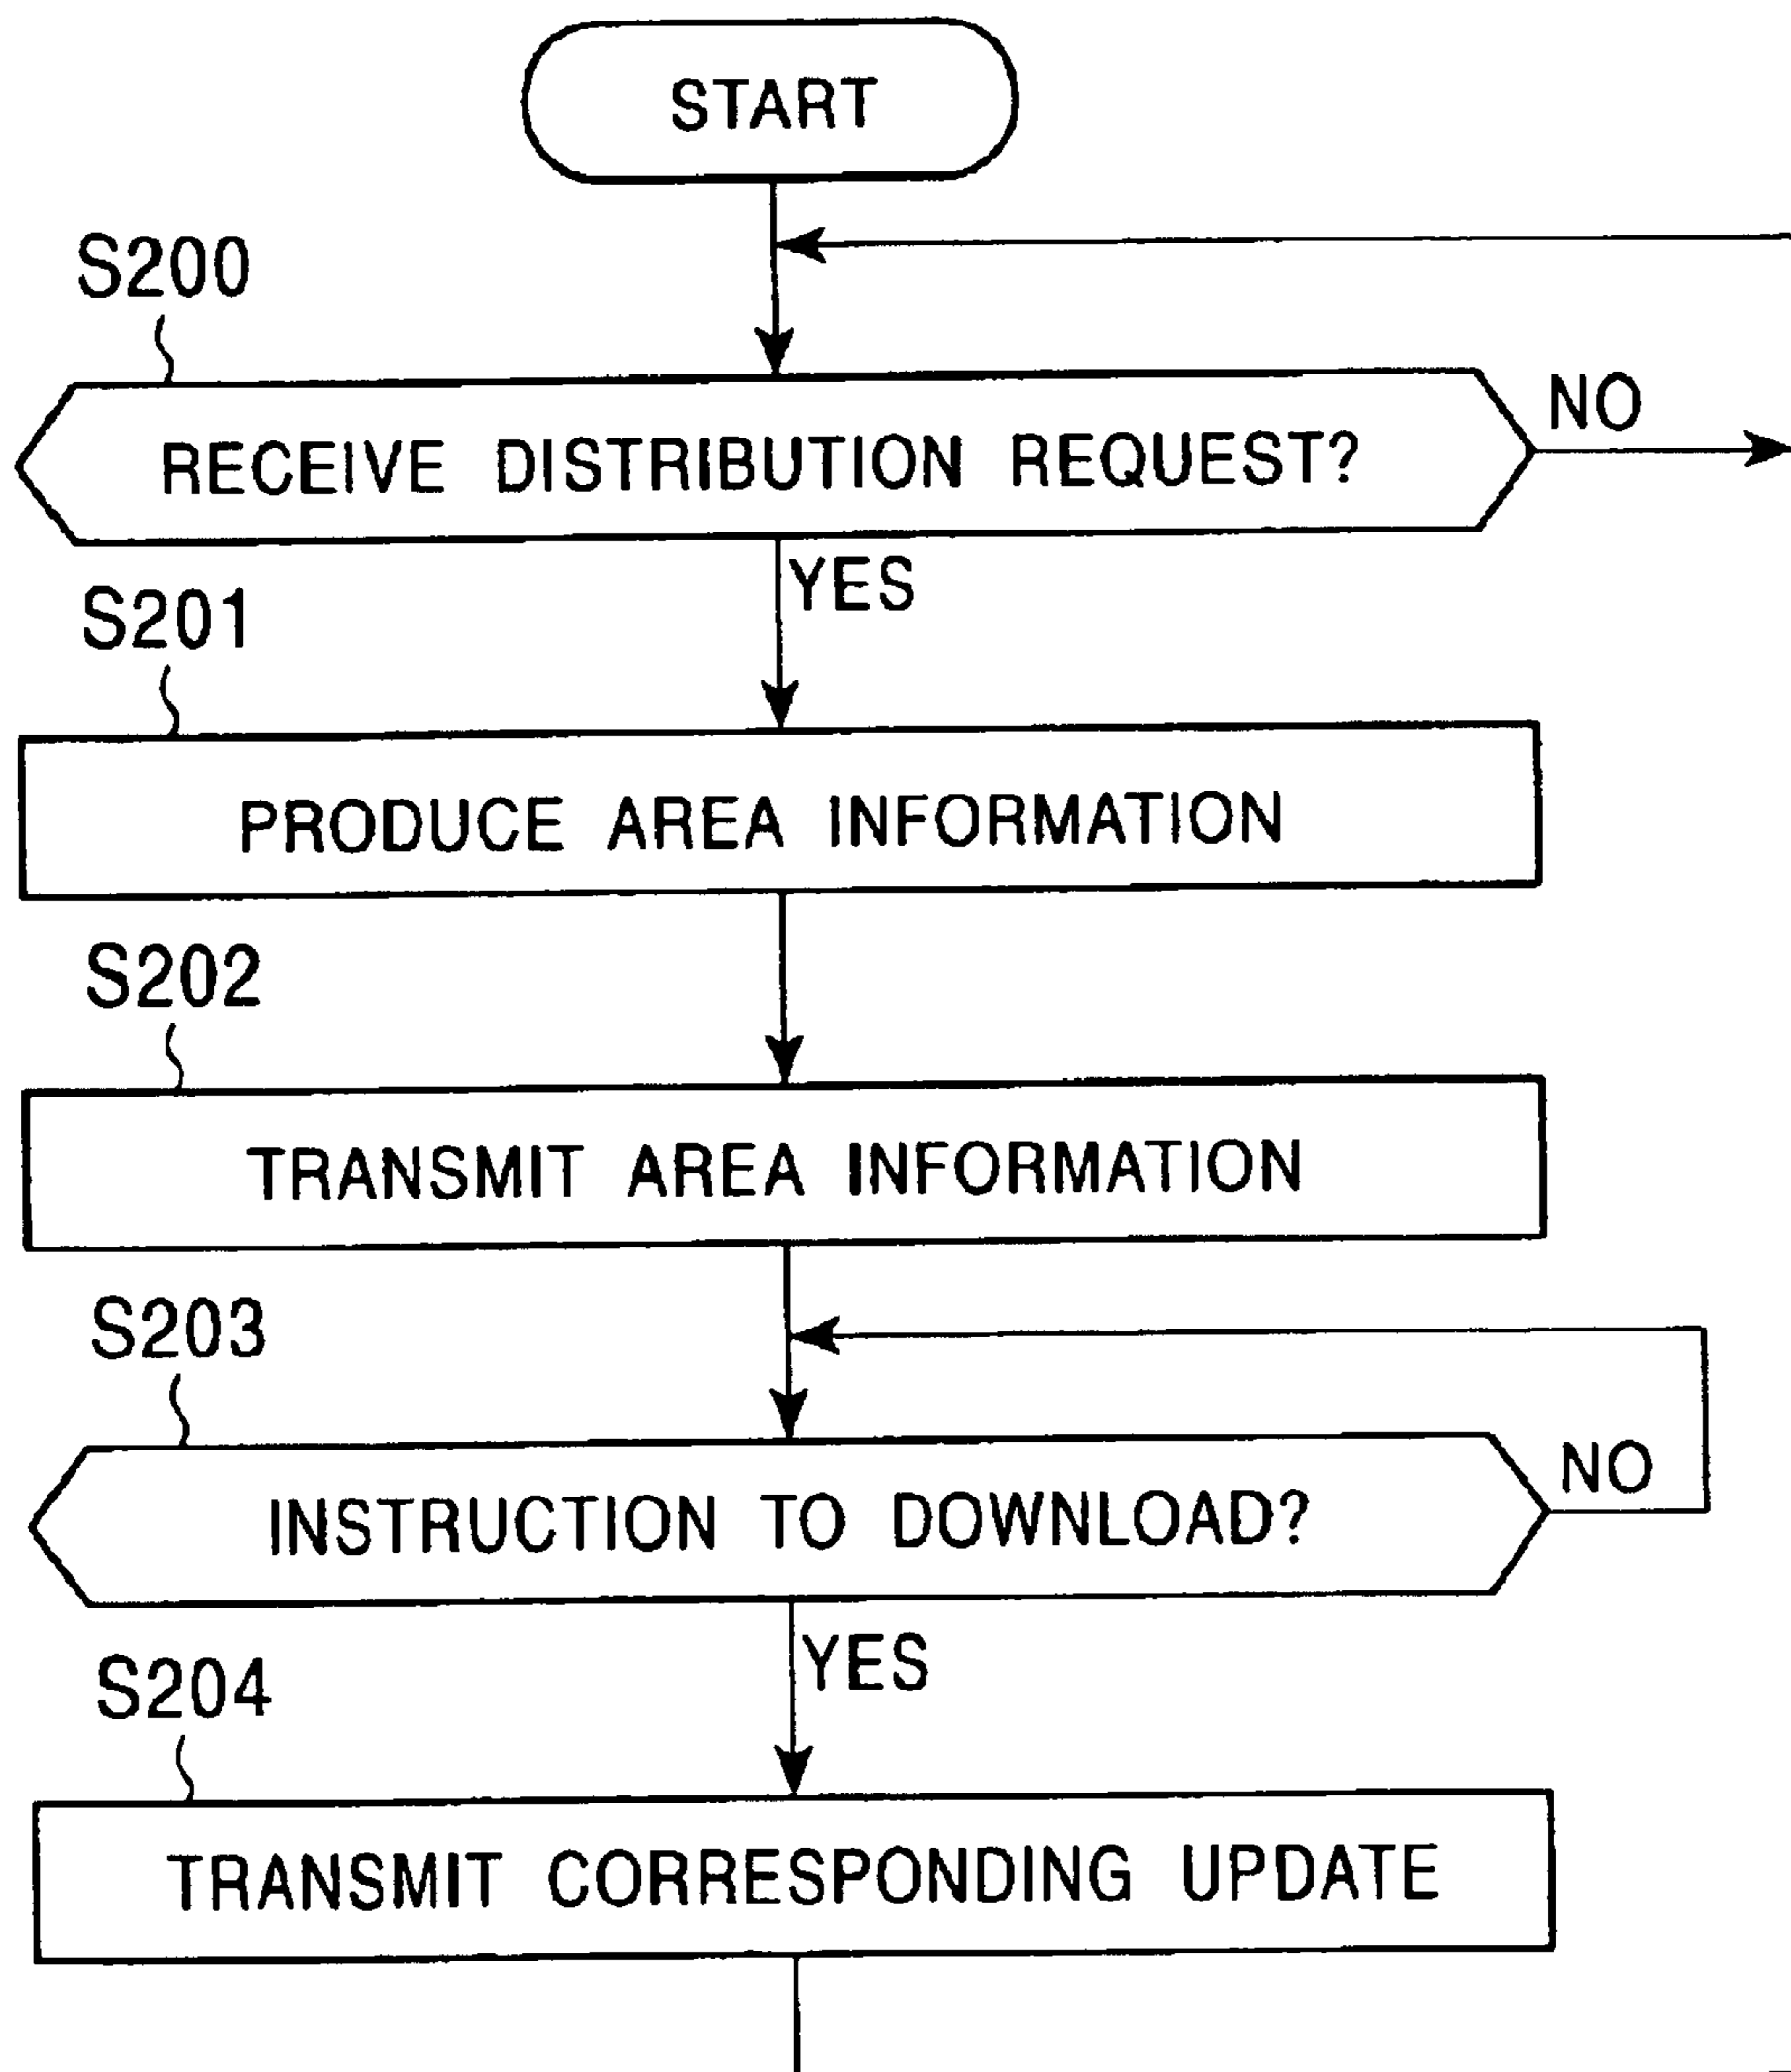 START
S200
RECEIVE DISTRIBUTION REQUEST?
NO
YES
S201
PRODUCE AREA INFORMATION
S202
TRANSMIT AREA INFORMATION
S203
INSTRUCTION TO DOWNLOAD?
NO
YES
S204
TRANSMIT CORRESPONDING UPDATE